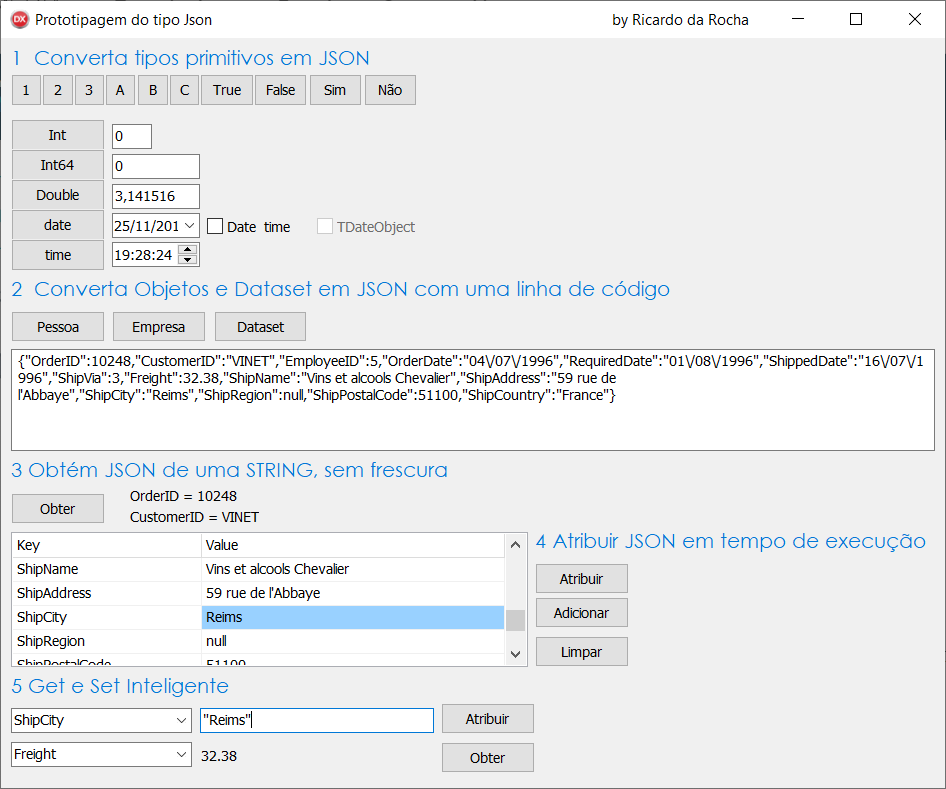 DX Prototipagem do tipo Json by Ricardo da Rocha
1 Converta tipos primitivos em JSON
1 2 3 A B C True False Sim Não
Int 0
Int64 0
Double 3,141516
date 25/11/201 Date time TDateObject
time 19:28:24
2 Converta Objetos e Dataset em JSON com uma linha de código
Pessoa Empresa Dataset
{"OrderID":10248,"CustomerID":"VINET","EmployeeID":5,"OrderDate":"04\/07\/1996","RequiredDate":"01\/08\/1996","ShippedDate":"16\/07\/1
996","ShipVia":3,"Freight":32.38,"ShipName":"Vins et alcools Chevalier","ShipAddress":"59 rue de
l'Abbaye","ShipCity":"Reims","ShipRegion":null,"ShipPostalCode":51100,"ShipCountry":"France"}
3 Obtém JSON de uma STRING, sem frescura
Obter
OrderID = 10248
CustomerID = VINET
Key Value
ShipName Vins et alcools Chevalier
ShipAddress 59 rue de l'Abbaye
ShipCity Reims
ShipRegion null
ShipPostalCode 51100
4 Atribuir JSON em tempo de execução
Atribuir
Adicionar
Limpar
5 Get e Set Inteligente
ShipCity "Reims" Atribuir
Freight 32.38 Obter